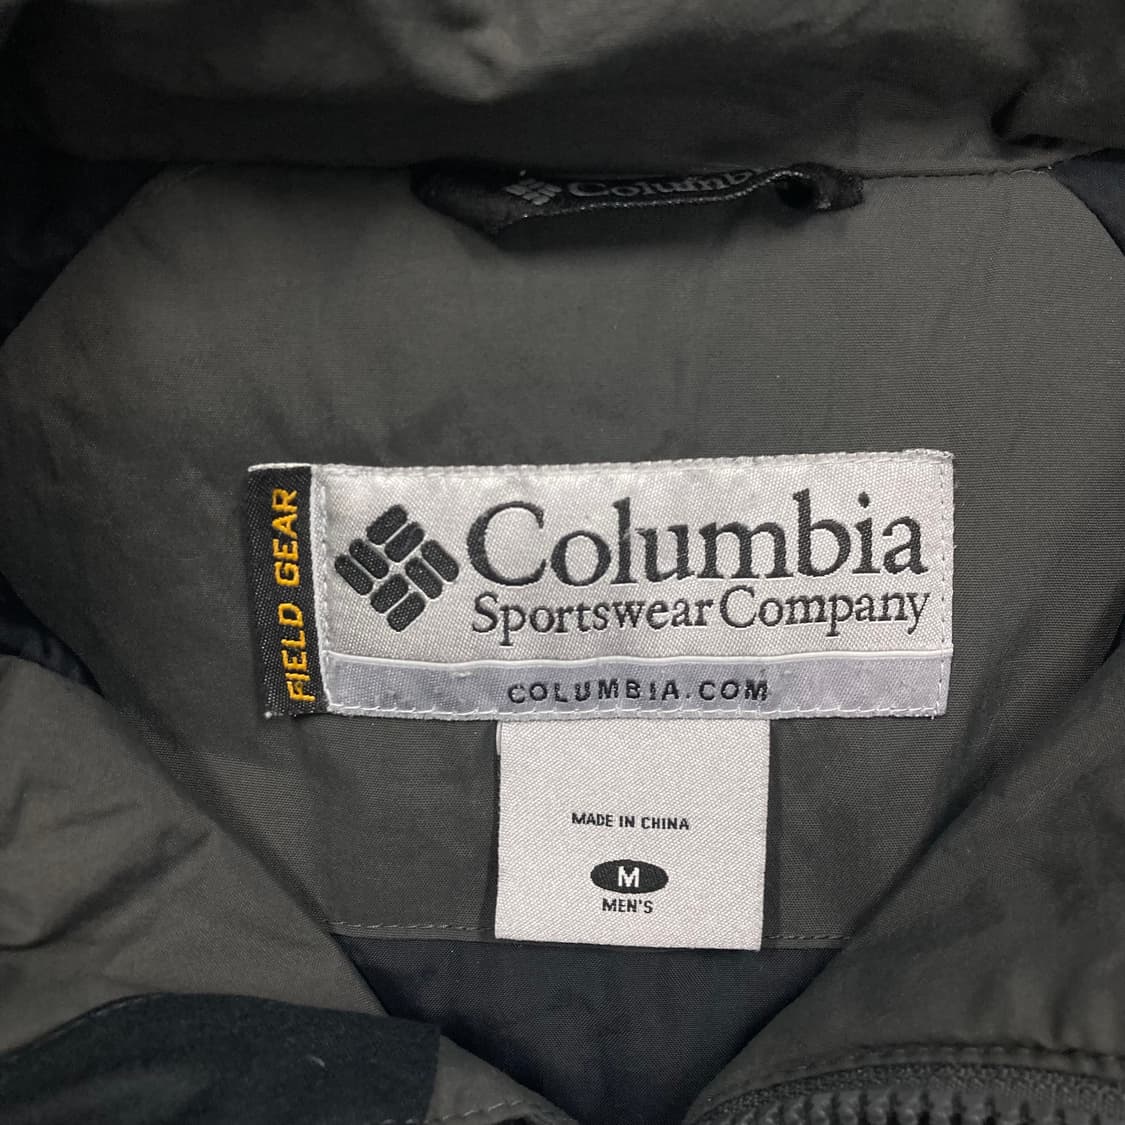 Columbia
FIELD GEAR
Columbia
Sportswear Company
COLUMBIA.COM
MADE IN CHINA
M
MEN'S